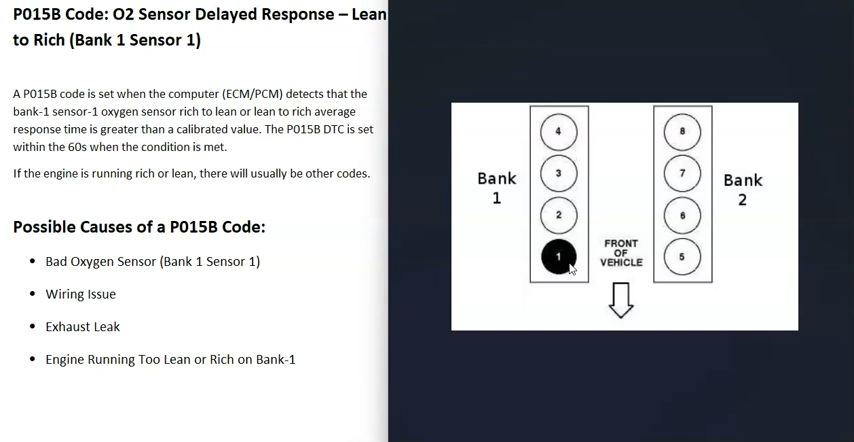 P015B Code: O2 Sensor Delayed Response – Lean
to Rich (Bank 1 Sensor 1)
A P015B code is set when the computer (ECM/PCM) detects that the
bank-1 sensor-1 oxygen sensor rich to lean or lean to rich average
response time is greater than a calibrated value. The P015B DTC is set
within the 60s when the condition is met.
If the engine is running rich or lean, there will usually be other codes.
Possible Causes of a P015B Code:
• Bad Oxygen Sensor (Bank 1 Sensor 1)
• Wiring Issue
• Exhaust Leak
• Engine Running Too Lean or Rich on Bank-1
4
3
2
1
Bank
1
FRONT
OF
VEHICLE
8
7
6
5
Bank
2